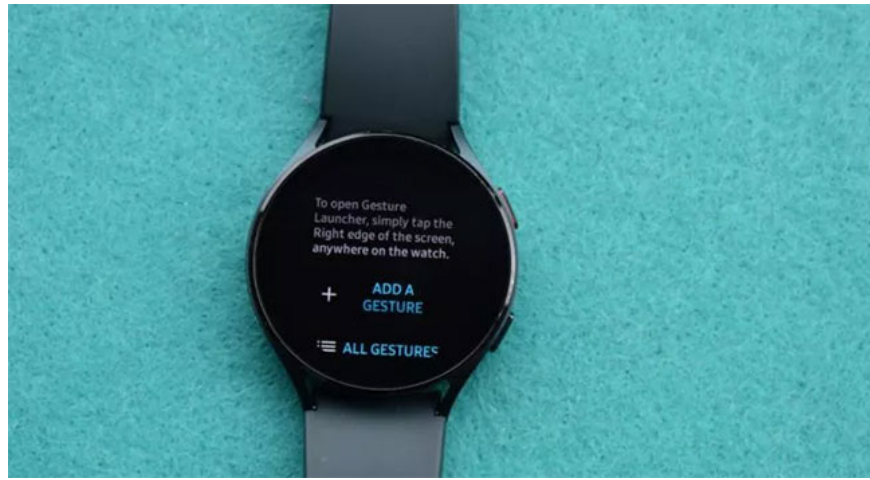 To open Gesture
Launcher, simply tap the
Right edge of the screen,
anywhere on the watch.
+ ADD A
GESTURE
ALL GESTURES